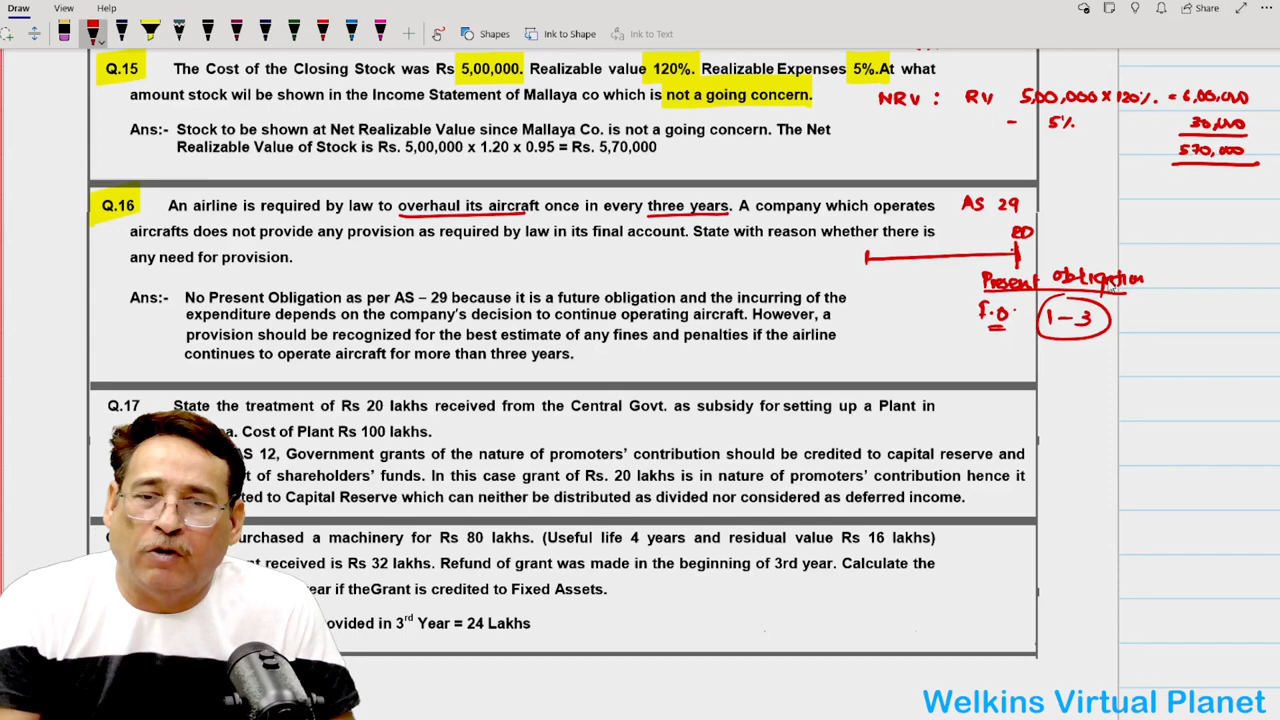 Draw View Help
Shapes Ink to Shape Ink to Text Share
Q.15 The Cost of the Closing Stock was Rs 5,00,000. Realizable value 120%. Realizable Expenses 5%.At what
amount stock wil be shown in the Income Statement of Mallaya co which is not a going concern.
NRV : RV 5,00,000 × 120% = 6,00,000
- 5% 30,000
570,000
Ans:- Stock to be shown at Net Realizable Value since Mallaya Co. is not a going concern. The Net
Realizable Value of Stock is Rs. 5,00,000 x 1.20 x 0.95 = Rs. 5,70,000
Q.16 An airline is required by law to overhaul its aircraft once in every three years. A company which operates
aircrafts does not provide any provision as required by law in its final account. State with reason whether there is
any need for provision.
AS 29
Present obligation
1 – 3
Ans:- No Present Obligation as per AS – 29 because it is a future obligation and the incurring of the
expenditure depends on the company's decision to continue operating aircraft. However, a
provision should be recognized for the best estimate of any fines and penalties if the airline
continues to operate aircraft for more than three years.
Q.17 State the treatment of Rs 20 lakhs received from the Central Govt. as subsidy for setting up a Plant in
a. Cost of Plant Rs 100 lakhs.
AS 12, Government grants of the nature of promoters' contribution should be credited to capital reserve and
of shareholders' funds. In this case grant of Rs. 20 lakhs is in nature of promoters' contribution hence it
ted to Capital Reserve which can neither be distributed as divided nor considered as deferred income.
urchased a machinery for Rs 80 lakhs. (Useful life 4 years and residual value Rs 16 lakhs)
nt received is Rs 32 lakhs. Refund of grant was made in the beginning of 3rd year. Calculate the
year if theGrant is credited to Fixed Assets.
ovided in 3rd Year = 24 Lakhs
Welkins Virtual Planet